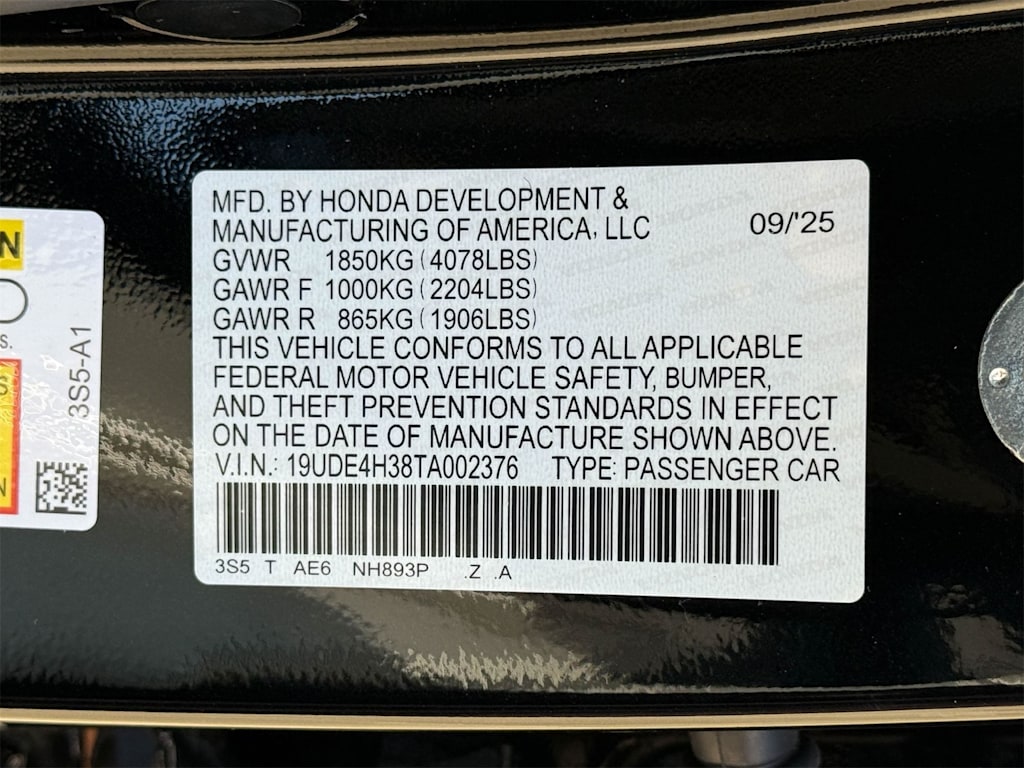 MFD. BY HONDA DEVELOPMENT &
MANUFACTURING OF AMERICA, LLC 09/'25
GVWR 1850KG (4078LBS)
GAWR F 1000KG (2204LBS)
GAWR R 865KG (1906LBS)
THIS VEHICLE CONFORMS TO ALL APPLICABLE
FEDERAL MOTOR VEHICLE SAFETY, BUMPER,
AND THEFT PREVENTION STANDARDS IN EFFECT
ON THE DATE OF MANUFACTURE SHOWN ABOVE.
V.I.N.: 19UDE4H38TA002376 TYPE: PASSENGER CAR
3S5 T AE6 NH893P .Z .A
3S5-A1
N
S.
S
N